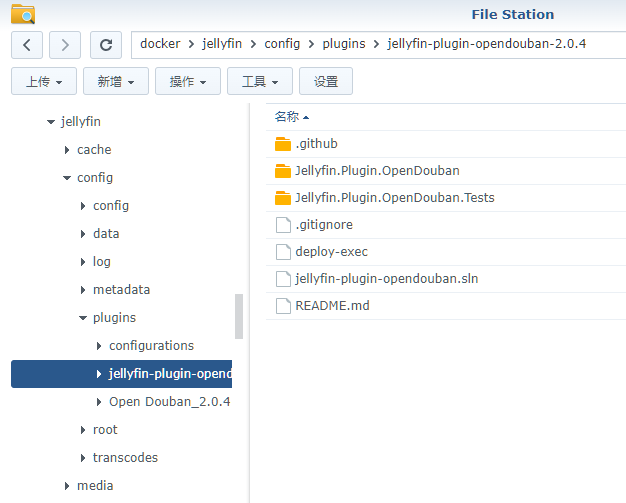 File Station
docker > jellyfin > config > plugins > jellyfin-plugin-opendouban-2.0.4
上传 新增 操作 工具 设置
jellyfin
cache
config
config
data
log
metadata
plugins
configurations
jellyfin-plugin-opend
Open Douban_2.0.4
root
transcodes
media
名称
.github
Jellyfin.Plugin.OpenDouban
Jellyfin.Plugin.OpenDouban.Tests
.gitignore
deploy-exec
jellyfin-plugin-opendouban.sln
README.md